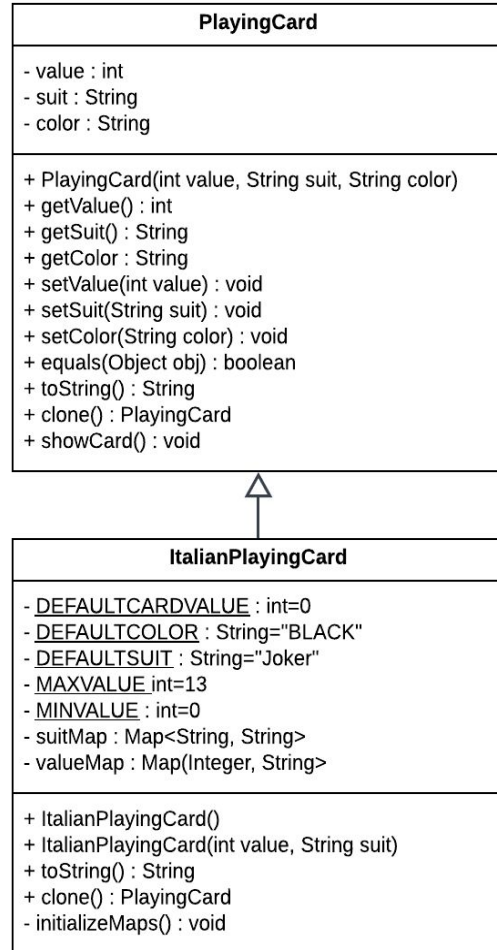 PlayingCard
- value : int
- suit : String
- color : String
+ PlayingCard(int value, String suit, String color)
+ getValue() : int
+ getSuit() : String
+ getColor : String
+ setValue(int value) : void
+ setSuit(String suit) : void
+ setColor(String color) : void
+ equals(Object obj) : boolean
+ toString() : String
+ clone() : PlayingCard
+ showCard() : void
ItalianPlayingCard
- DEFAULTCARDVALUE : int=0
- DEFAULTCOLOR : String="BLACK"
- DEFAULTSUIT : String="Joker"
- MAXVALUE int=13
- MINVALUE : int=0
- suitMap : Map<String, String>
- valueMap : Map(Integer, String>
+ ItalianPlayingCard()
+ ItalianPlayingCard(int value, String suit)
+ toString() : String
+ clone() : PlayingCard
- initializeMaps() : void